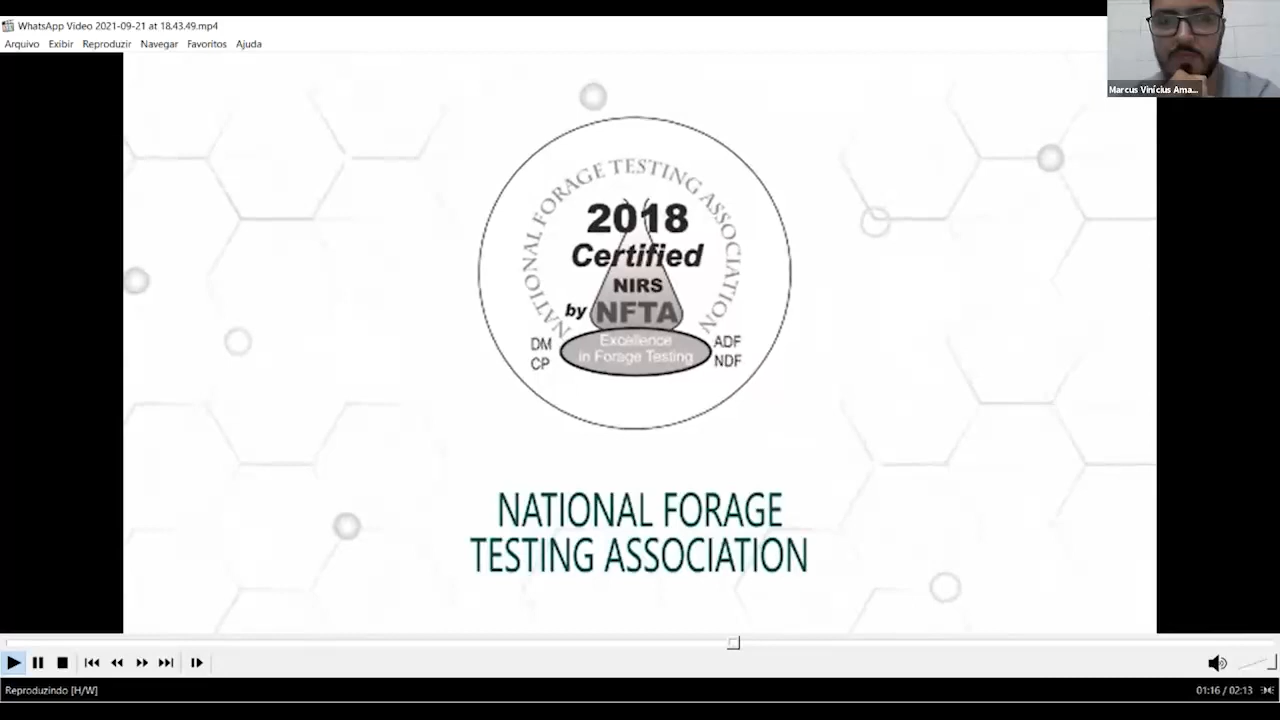 WhatsApp Video 2021-09-21 at 18.43.49.mp4
Arquivo Exibir Reproduzir Navegar Favoritos Ajuda
Marcus Vinícius Ama...
NATIONAL FORAGE TESTING ASSOCIATION
2018
Certified
NIRS
by NFTA
DM
CP
Excellence
in Forage Testing
ADF
NDF
NATIONAL FORAGE
TESTING ASSOCIATION
Reproduzindo [H/W]
01:16 / 02:13